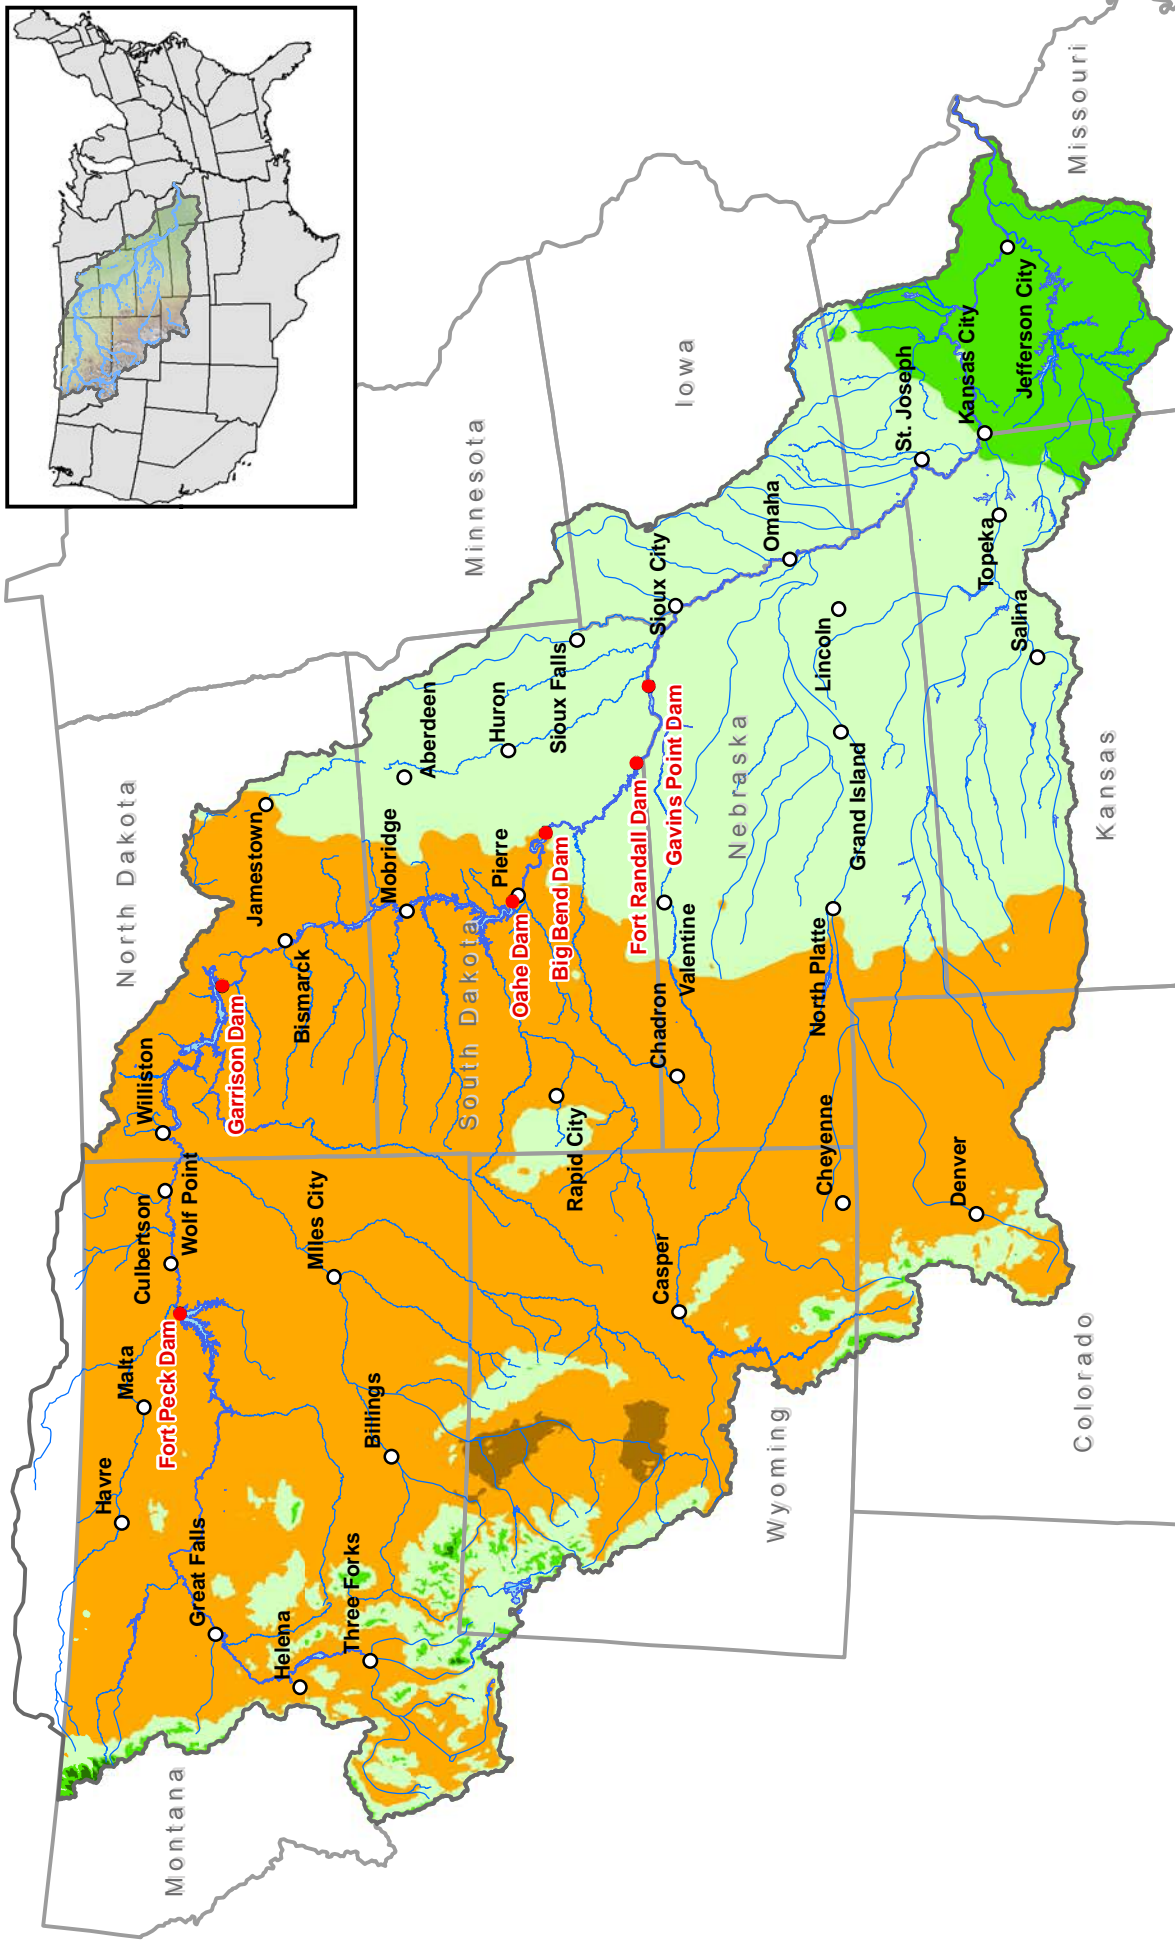 Montana
North Dakota
Minnesota
South Dakota
Iowa
Wyoming
Nebraska
Colorado
Kansas
Missouri
Havre
Malta
Culbertson
Wolf Point
Williston
Fort Peck Dam
Great Falls
Garrison Dam
Jamestown
Helena
Bismarck
Three Forks
Miles City
Billings
Mobridge
Aberdeen
Pierre
Huron
Oahe Dam
Big Bend Dam
Sioux Falls
Rapid City
Fort Randall Dam
Gavins Point Dam
Sioux City
Casper
Chadron
Valentine
Omaha
Cheyenne
North Platte
Lincoln
Grand Island
St. Joseph
Denver
Topeka
Kansas City
Salina
Jefferson City